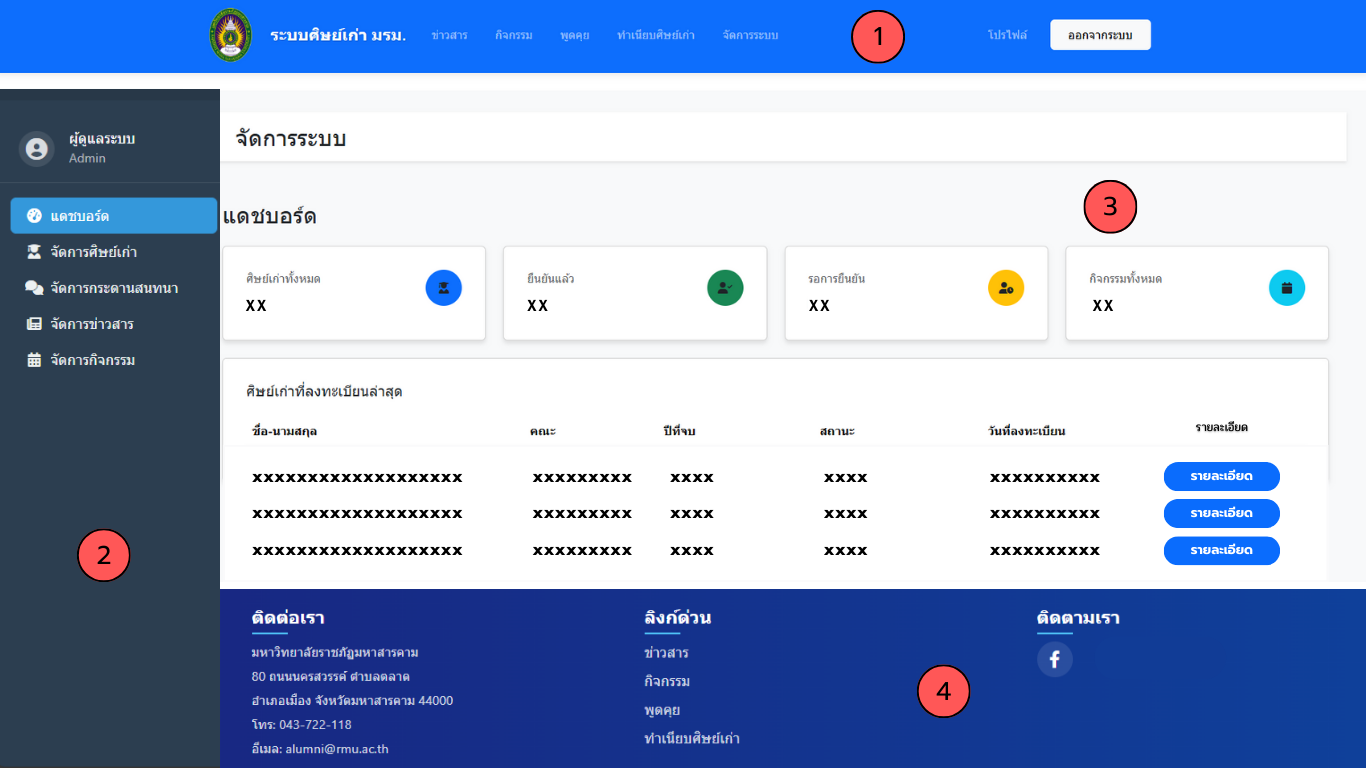 ระบบศิษย์เก่า มรม. ข่าวสาร กิจกรรม พูดคุย ทำเนียบศิษย์เก่า จัดการระบบ 1 โปรไฟล์ ออกจากระบบ
ผู้ดูแลระบบ
Admin
แดชบอร์ด
จัดการศิษย์เก่า
จัดการกระดานสนทนา
จัดการข่าวสาร
จัดการกิจกรรม
2
จัดการระบบ
แดชบอร์ด
3
ศิษย์เก่าทั้งหมด
XX
ยืนยันแล้ว
XX
รอการยืนยัน
XX
กิจกรรมทั้งหมด
XX
ศิษย์เก่าที่ลงทะเบียนล่าสุด
ชื่อ-นามสกุล คณะ ปีที่จบ สถานะ วันที่ลงทะเบียน รายละเอียด
xxxxxxxxxxxxxxxxxxx xxxxxxxxx xxxx xxxx xxxxxxxxxx รายละเอียด
xxxxxxxxxxxxxxxxxxx xxxxxxxxx xxxx xxxx xxxxxxxxxx รายละเอียด
xxxxxxxxxxxxxxxxxxx xxxxxxxxx xxxx xxxx xxxxxxxxxx รายละเอียด
ติดต่อเรา
มหาวิทยาลัยราชภัฏมหาสารคาม
80 ถนนนครสวรรค์ ตำบลตลาด
อำเภอเมือง จังหวัดมหาสารคาม 44000
โทร: 043-722-118
อีเมล: alumni@rmu.ac.th
ลิงก์ด่วน
ข่าวสาร
กิจกรรม
พูดคุย
ทำเนียบศิษย์เก่า
4
ติดตามเรา